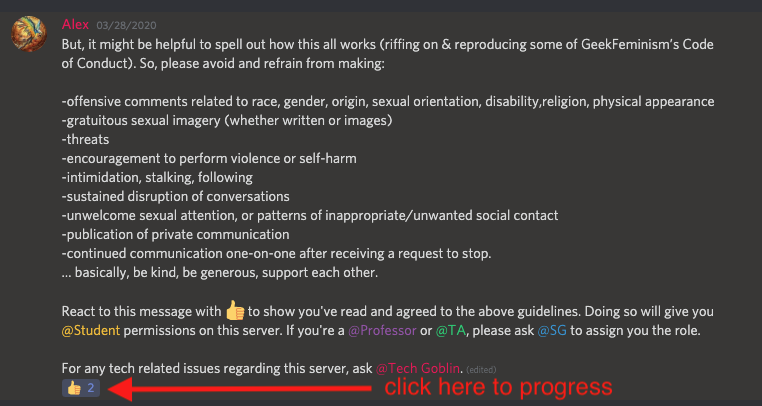 Alex 03/28/2020
But, it might be helpful to spell out how this all works (riffing on & reproducing some of GeekFeminism's Code
of Conduct). So, please avoid and refrain from making:
-offensive comments related to race, gender, origin, sexual orientation, disability,religion, physical appearance
-gratuitous sexual imagery (whether written or images)
-threats
-encouragement to perform violence or self-harm
-intimidation, stalking, following
-sustained disruption of conversations
-unwelcome sexual attention, or patterns of inappropriate/unwanted social contact
-publication of private communication
-continued communication one-on-one after receiving a request to stop.
... basically, be kind, be generous, support each other.
React to this message with 👍 to show you've read and agreed to the above guidelines. Doing so will give you
@Student permissions on this server. If you're a @Professor or @TA, please ask @SG to assign you the role.
For any tech related issues regarding this server, ask @Tech Goblin. (edited)
👍 2 click here to progress